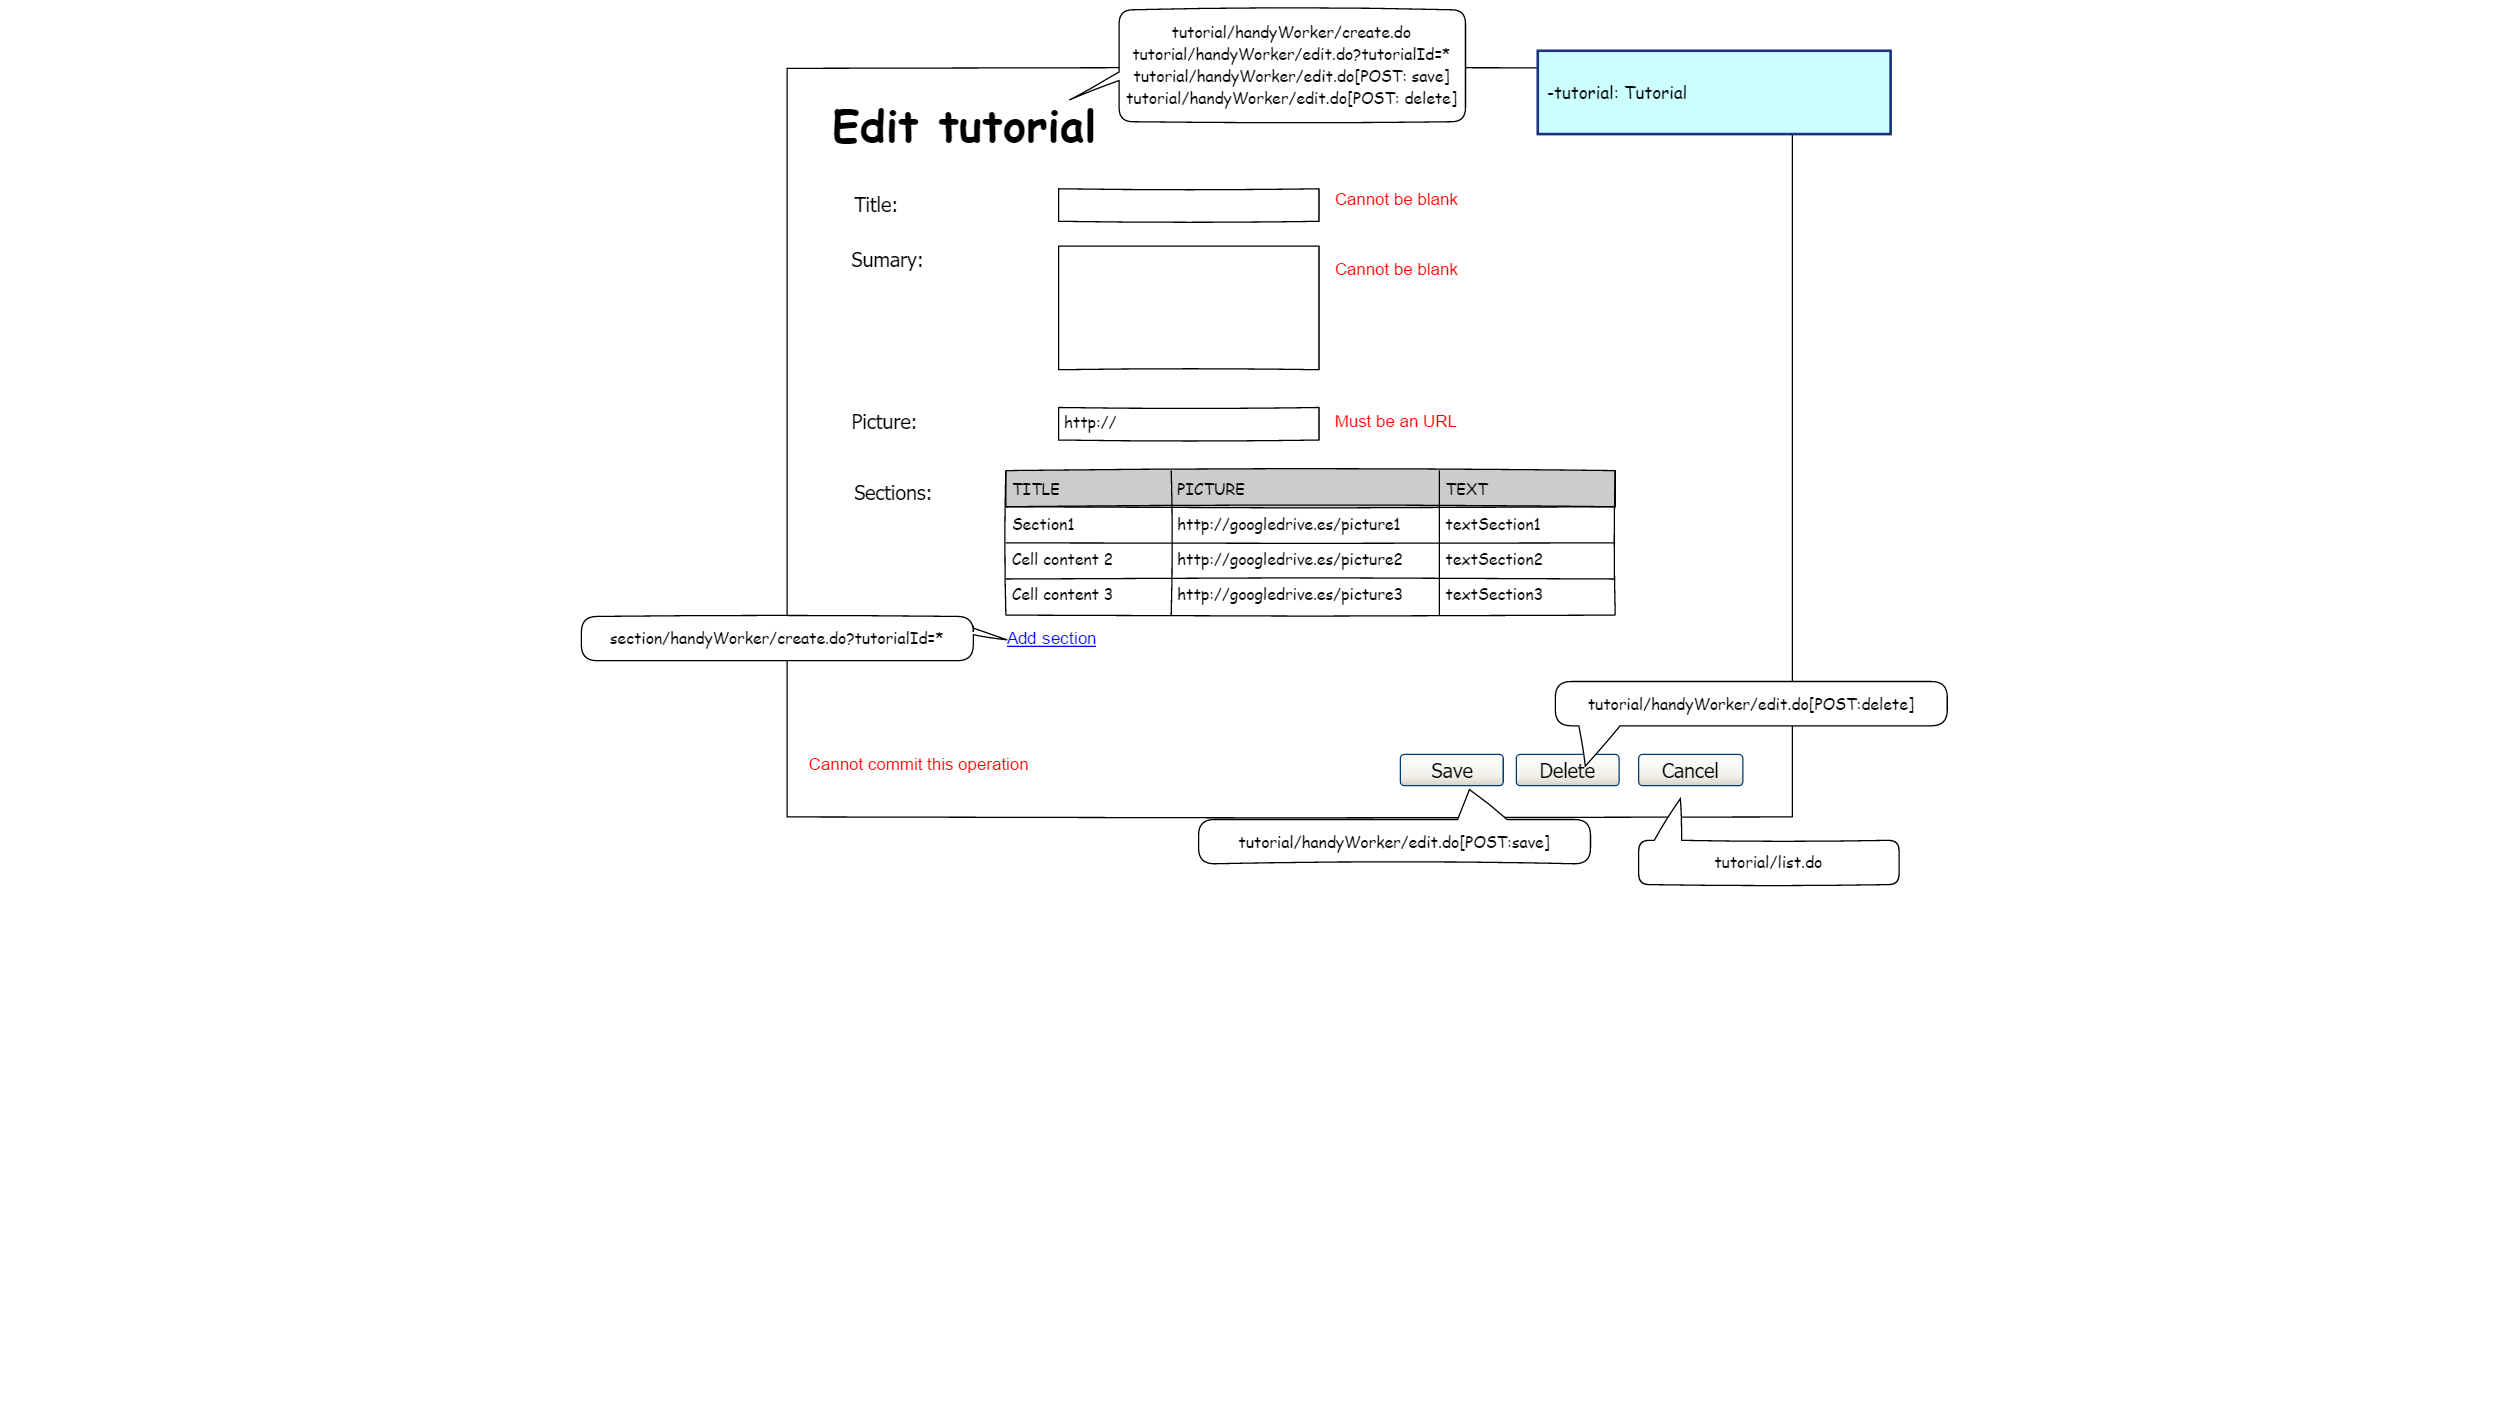 tutorial/handyWorker/create.do
tutorial/handyWorker/edit.do?tutorialId=*
tutorial/handyWorker/edit.do[POST: save]
tutorial/handyWorker/edit.do[POST: delete]
-tutorial: Tutorial
Edit tutorial
Title:
Cannot be blank
Sumary:
Cannot be blank
Picture:
http://
Must be an URL
Sections:
TITLE PICTURE TEXT
Section1 http://googledrive.es/picture1 textSection1
Cell content 2 http://googledrive.es/picture2 textSection2
Cell content 3 http://googledrive.es/picture3 textSection3
section/handyWorker/create.do?tutorialId=*
Add section
tutorial/handyWorker/edit.do[POST:delete]
Cannot commit this operation
Save
Delete
Cancel
tutorial/handyWorker/edit.do[POST:save]
tutorial/list.do